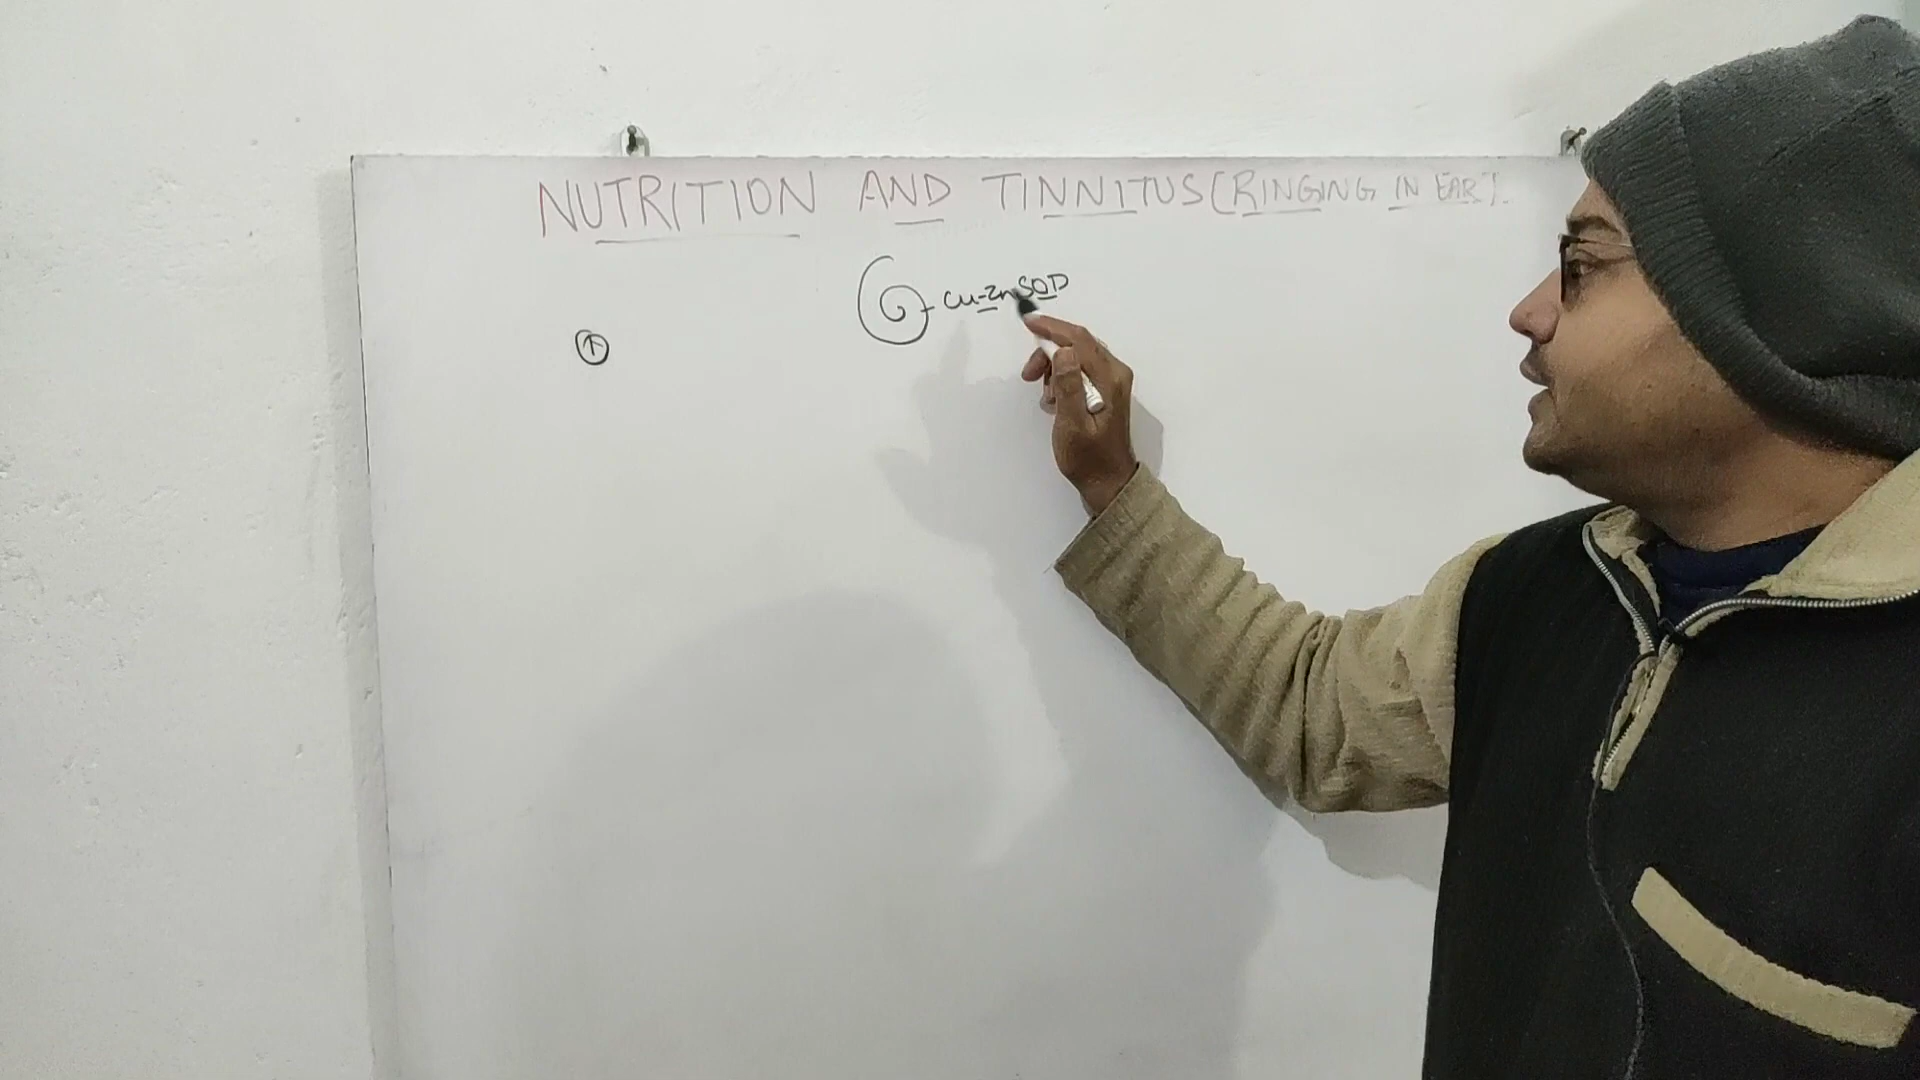 NUTRITION AND TINNITUS (RINGING IN EAR).
Cu-Zn SOD
↑